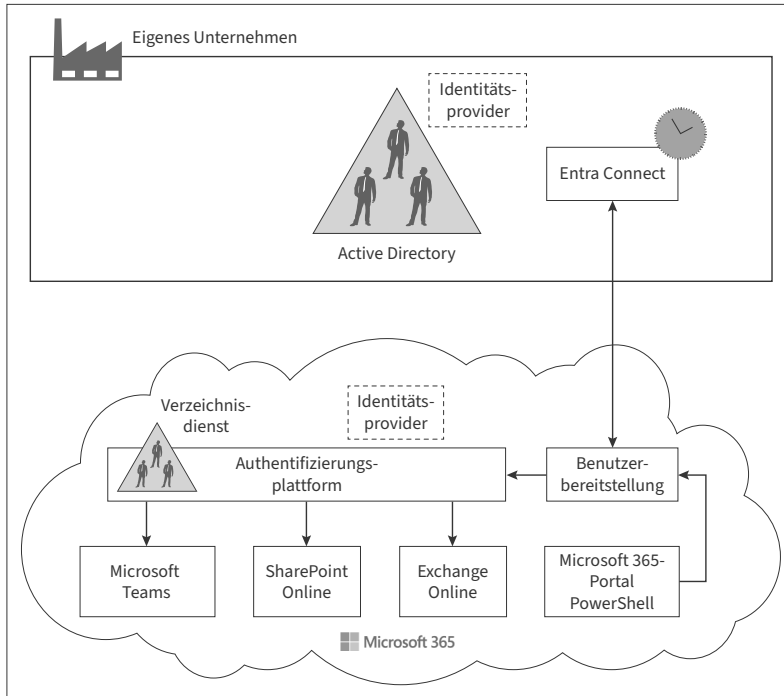 Eigenes Unternehmen
Identitäts-
provider
Entra Connect
Active Directory
Verzeichnis-
dienst
Identitäts-
provider
Authentifizierungs-
plattform
Benutzer-
bereitstellung
Microsoft
Teams
SharePoint
Online
Exchange
Online
Microsoft 365-
Portal
PowerShell
Microsoft 365